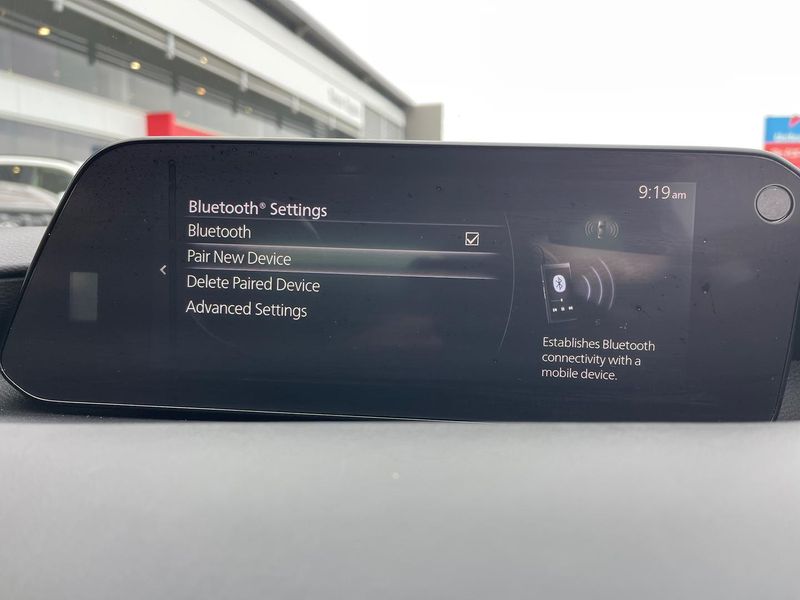 9:19am
Bluetooth® Settings
Bluetooth
Pair New Device
Delete Paired Device
Advanced Settings
Establishes Bluetooth
connectivity with a
mobile device.